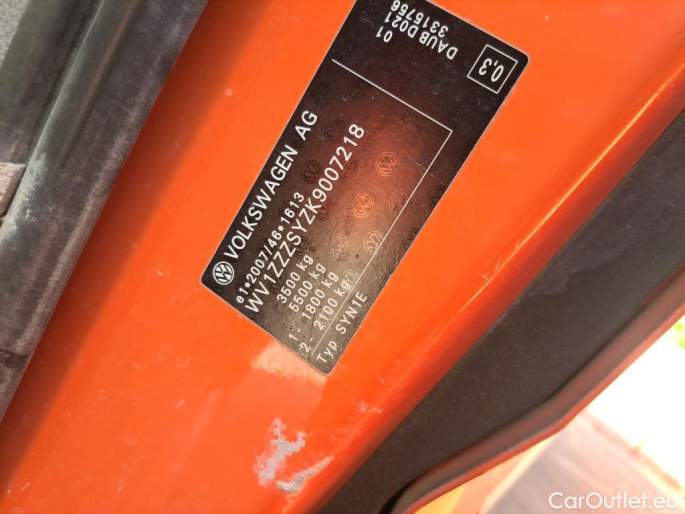 VOLKSWAGEN AG
e1*2007/46*1613
WV1ZZZSYZK9007218
3500 kg
5500 kg
1 - 1800 kg
2 - 2100 kg
Typ SYN1E
01
DAUB D021
3315756
0,3
CarOutlet.eu